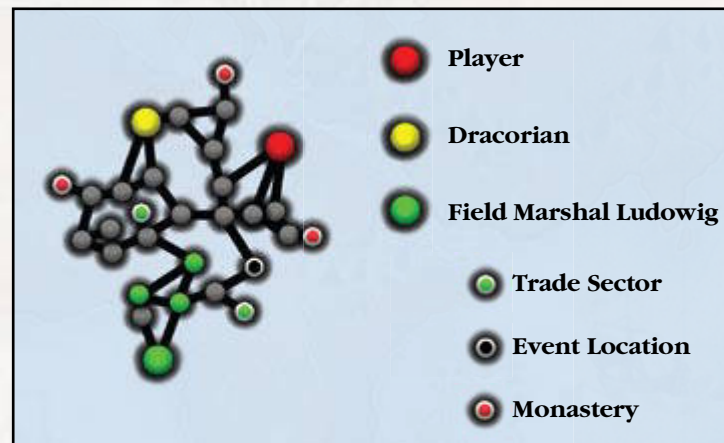 Player
Dracorian
Field Marshal Ludowig
Trade Sector
Event Location
Monastery